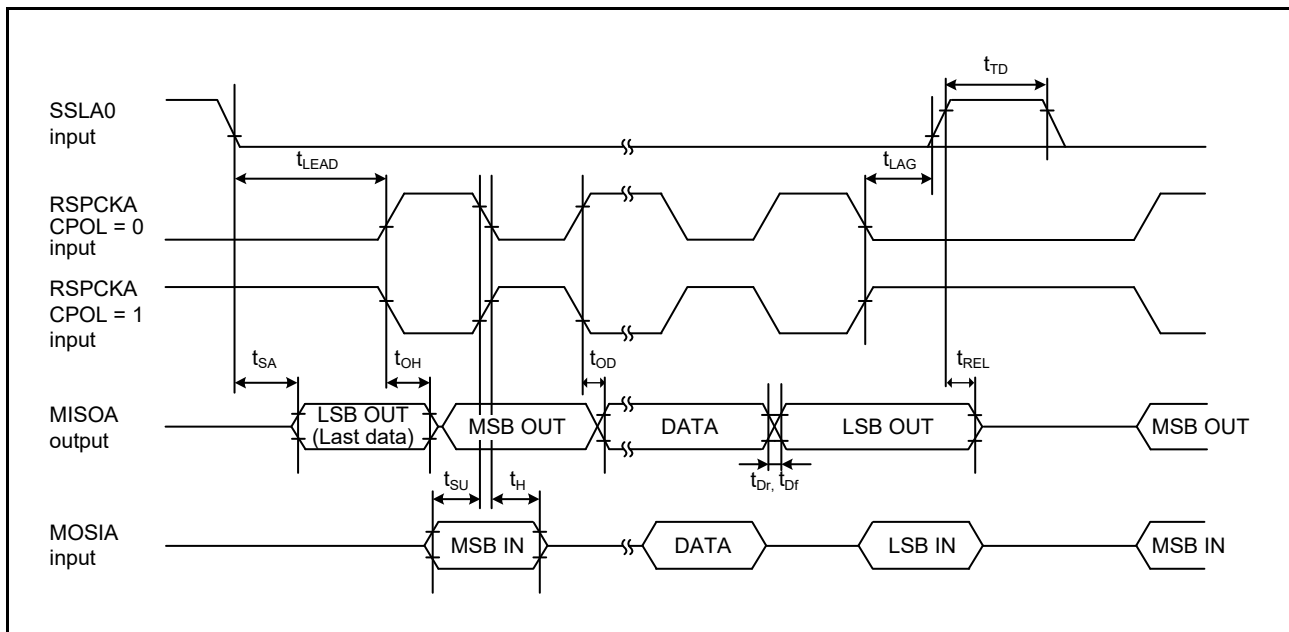 tTD
SSLA0
input
tLEAD
tLAG
RSPCKA
CPOL = 0
input
RSPCKA
CPOL = 1
input
tSA
tOH
tOD
tREL
MISOA
output
LSB OUT
(Last data)
MSB OUT
DATA
LSB OUT
MSB OUT
tSU
tH
tDr, tDf
MOSIA
input
MSB IN
DATA
LSB IN
MSB IN